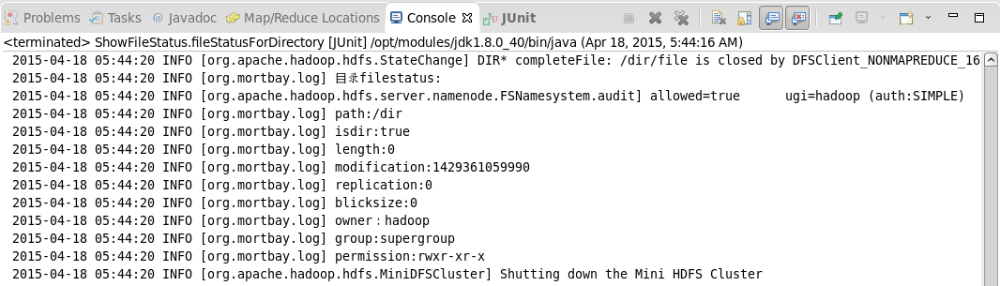 Problems Tasks Javadoc Map/Reduce Locations Console JUnit
<terminated> ShowFileStatus.fileStatusForDirectory [JUnit] /opt/modules/jdk1.8.0_40/bin/java (Apr 18, 2015, 5:44:16 AM)
2015-04-18 05:44:20 INFO [org.apache.hadoop.hdfs.StateChange] DIR* completeFile: /dir/file is closed by DFSClient_NONMAPREDUCE_16
2015-04-18 05:44:20 INFO [org.mortbay.log] 目录filestatus:
2015-04-18 05:44:20 INFO [org.apache.hadoop.hdfs.server.namenode.FSNamesystem.audit] allowed=true ugi=hadoop (auth:SIMPLE)
2015-04-18 05:44:20 INFO [org.mortbay.log] path:/dir
2015-04-18 05:44:20 INFO [org.mortbay.log] isdir:true
2015-04-18 05:44:20 INFO [org.mortbay.log] length:0
2015-04-18 05:44:20 INFO [org.mortbay.log] modification:1429361059990
2015-04-18 05:44:20 INFO [org.mortbay.log] replication:0
2015-04-18 05:44:20 INFO [org.mortbay.log] blicksize:0
2015-04-18 05:44:20 INFO [org.mortbay.log] owner：hadoop
2015-04-18 05:44:20 INFO [org.mortbay.log] group:supergroup
2015-04-18 05:44:20 INFO [org.mortbay.log] permission:rwxr-xr-x
2015-04-18 05:44:20 INFO [org.apache.hadoop.hdfs.MiniDFSCluster] Shutting down the Mini HDFS Cluster